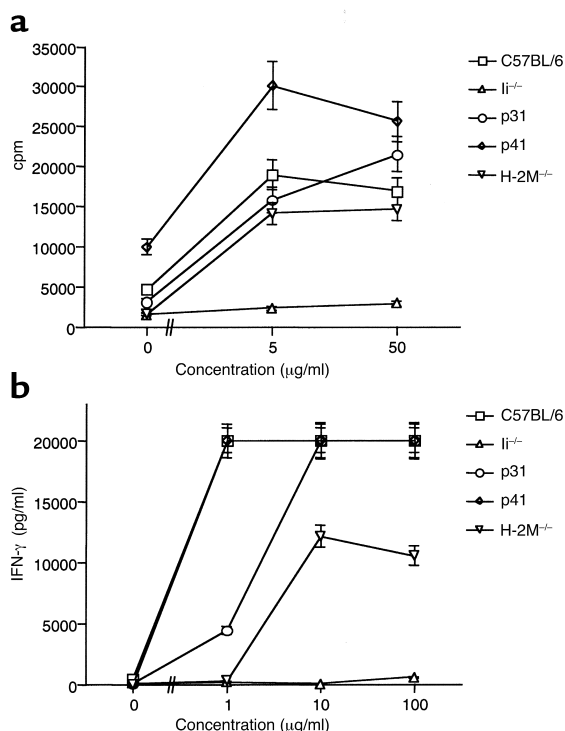 a
35000
30000
25000
20000
15000
10000
5000
0
cpm
0 5 50
Concentration (μg/ml)
C57BL/6
Ii−/−
p31
p41
H-2M−/−
b
20000
15000
10000
5000
0
IFN-γ (pg/ml)
0 1 10 100
Concentration (μg/ml)
C57BL/6
Ii−/−
p31
p41
H-2M−/−